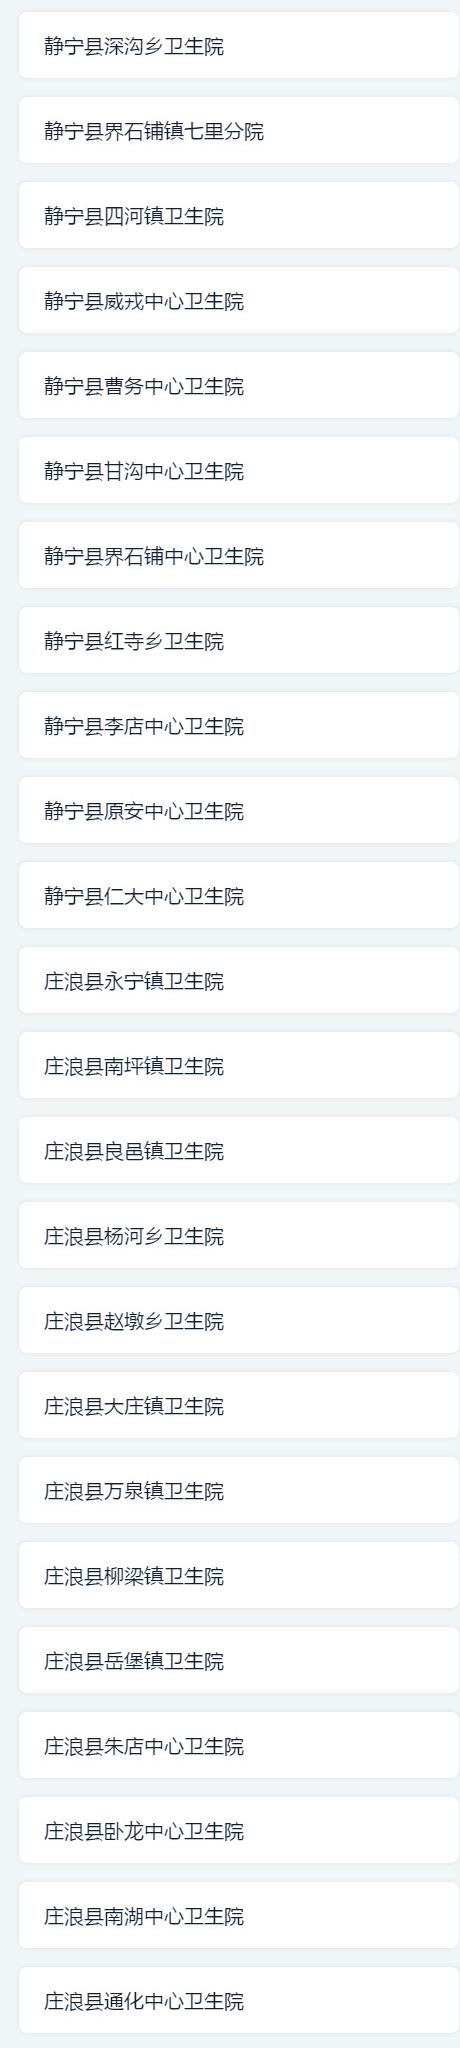 静宁县深沟乡卫生院
静宁县界石铺镇七里分院
静宁县四河镇卫生院
静宁县威戎中心卫生院
静宁县曹务中心卫生院
静宁县甘沟中心卫生院
静宁县界石铺中心卫生院
静宁县红寺乡卫生院
静宁县李店中心卫生院
静宁县原安中心卫生院
静宁县仁大中心卫生院
庄浪县永宁镇卫生院
庄浪县南坪镇卫生院
庄浪县良邑镇卫生院
庄浪县杨河乡卫生院
庄浪县赵墩乡卫生院
庄浪县大庄镇卫生院
庄浪县万泉镇卫生院
庄浪县柳梁镇卫生院
庄浪县岳堡镇卫生院
庄浪县朱店中心卫生院
庄浪县卧龙中心卫生院
庄浪县南湖中心卫生院
庄浪县通化中心卫生院